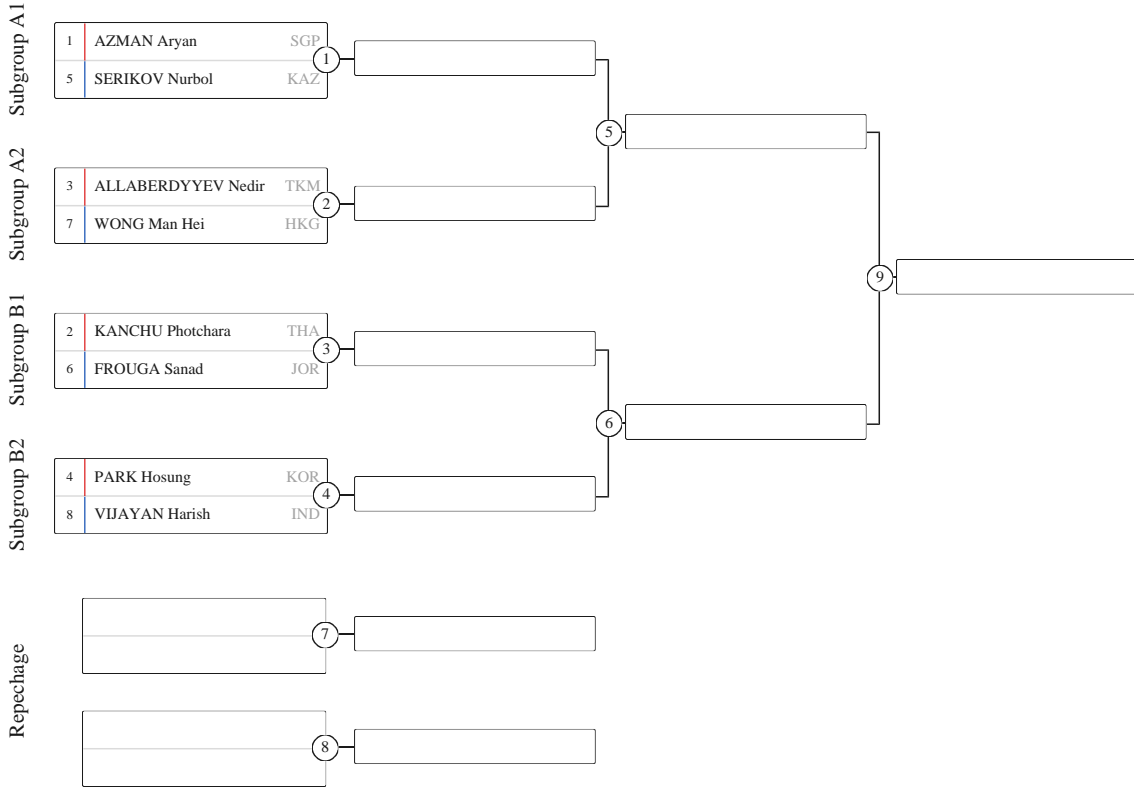 Subgroup A1
1 AZMAN Aryan SGP
1
5 SERIKOV Nurbol KAZ
5
Subgroup A2
3 ALLABERDYYEV Nedir TKM
2
7 WONG Man Hei HKG
9
Subgroup B1
2 KANCHU Photchara THA
3
6 FROUGA Sanad JOR
6
Subgroup B2
4 PARK Hosung KOR
4
8 VIJAYAN Harish IND
Repechage
7
8